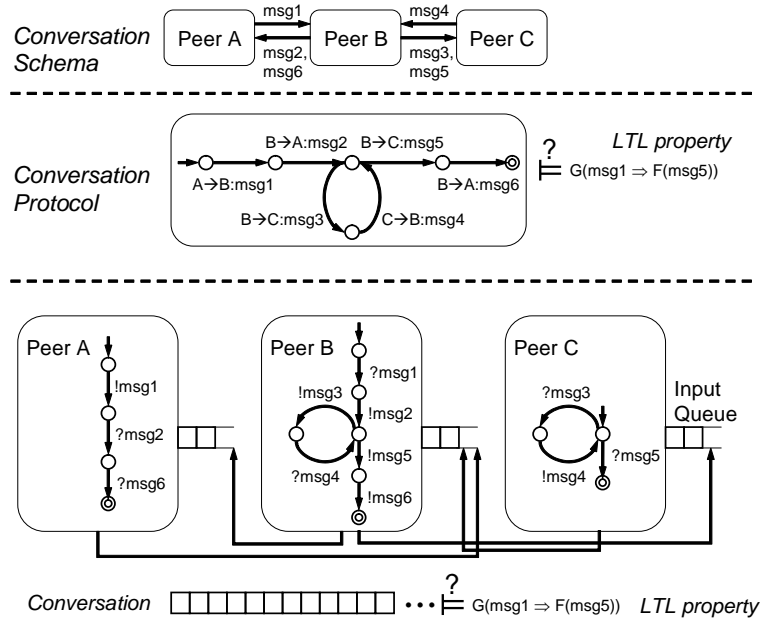 Conversation Schema
Peer A
msg1
msg2, msg6
Peer B
msg4
msg3, msg5
Peer C
Conversation Protocol
A→B:msg1
B→A:msg2
B→C:msg5
B→A:msg6
B→C:msg3
C→B:msg4
?
LTL property
G(msg1 ⇒ F(msg5))
Peer A
!msg1
?msg2
?msg6
Peer B
?msg1
!msg3
!msg2
?msg4
!msg5
!msg6
Peer C
?msg3
?msg5
!msg4
Input Queue
Conversation
• • •
?
G(msg1 ⇒ F(msg5))
LTL property